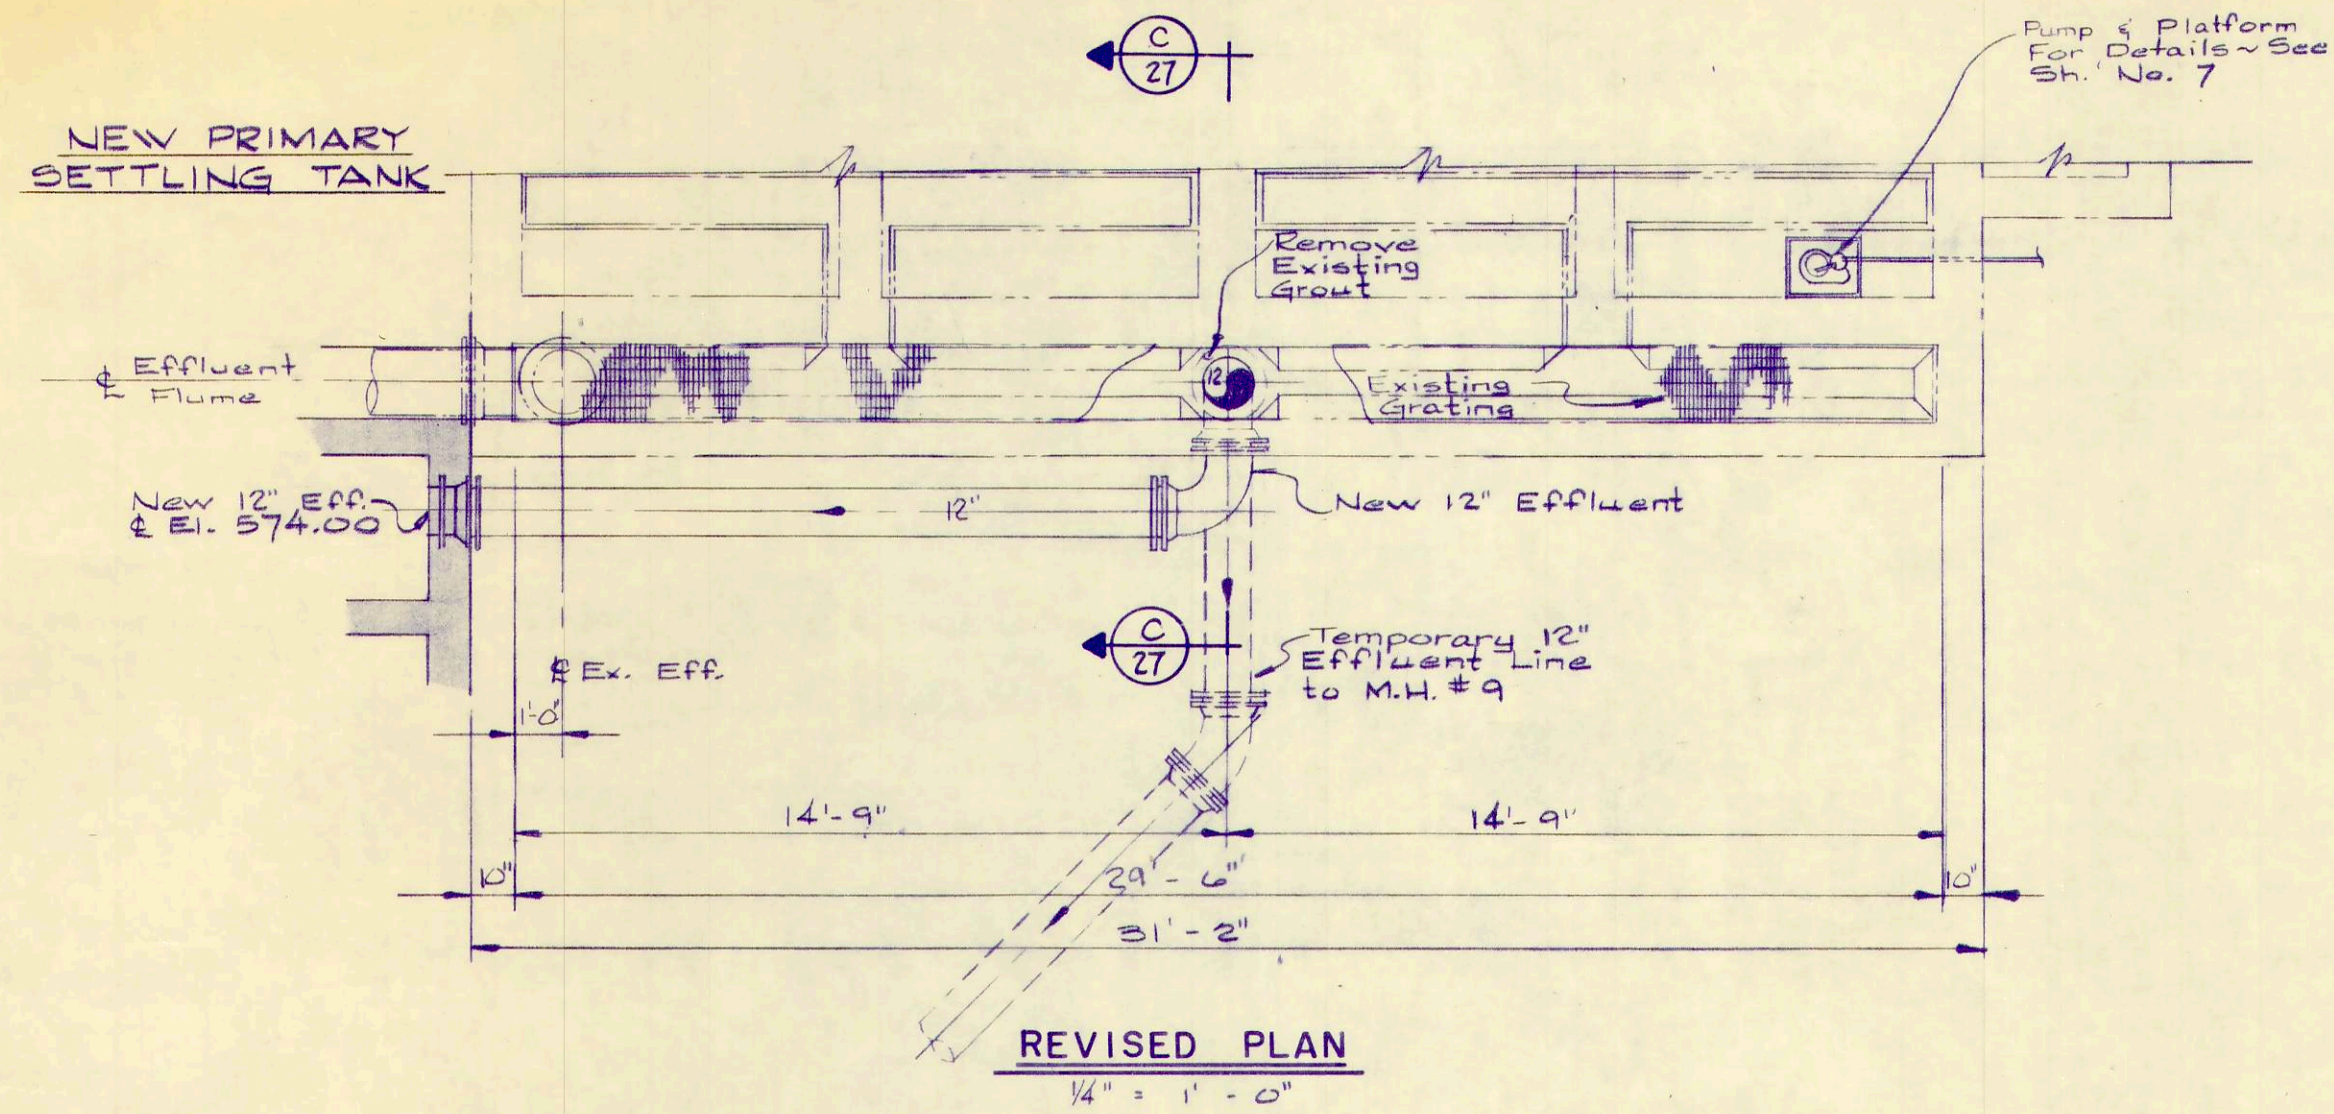 C
27
Pump & Platform
For Details ~ See
Sh. No. 7
NEW PRIMARY
SETTLING TANK
Remove
Existing
Grout
℄ Effluent
Flume
12"
Existing
Grating
New 12" Eff.
℄ El. 574.00
12"
New 12" Effluent
C
27
Temporary 12"
Effluent Line
to M.H. #9
℄ Ex. Eff.
1'-0"
14'-9"
14'-9"
10"
29'-6"
10"
31'-2"
REVISED PLAN
1/4" = 1'-0"